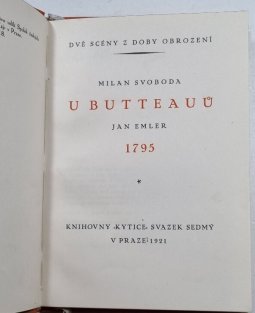 DVĚ SCÉNY Z DOBY OBROZENÍ
MILAN SVOBODA
U BUTTEAUŮ
JAN EMLER
1795
*
KNIHOVNY ›KYTICE‹ SVAZEK SEDMÝ
V PRAZE 1921